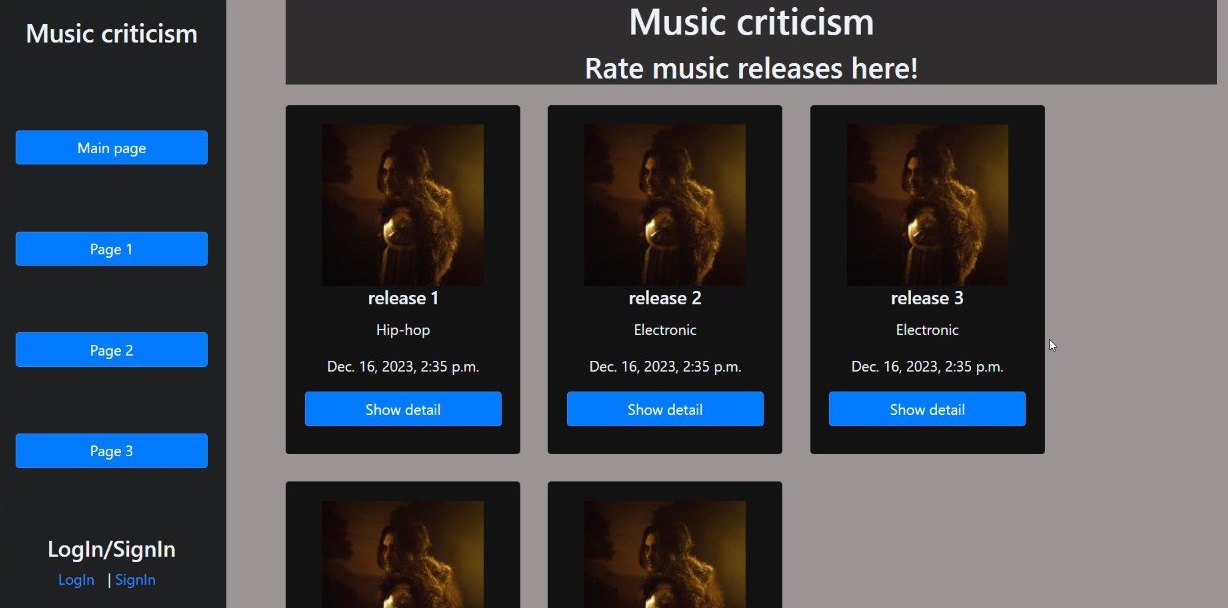 Music criticism
Main page
Page 1
Page 2
Page 3
LogIn/SignIn
LogIn | SignIn
Music criticism
Rate music releases here!
release 1
Hip-hop
Dec. 16, 2023, 2:35 p.m.
Show detail
release 2
Electronic
Dec. 16, 2023, 2:35 p.m.
Show detail
release 3
Electronic
Dec. 16, 2023, 2:35 p.m.
Show detail